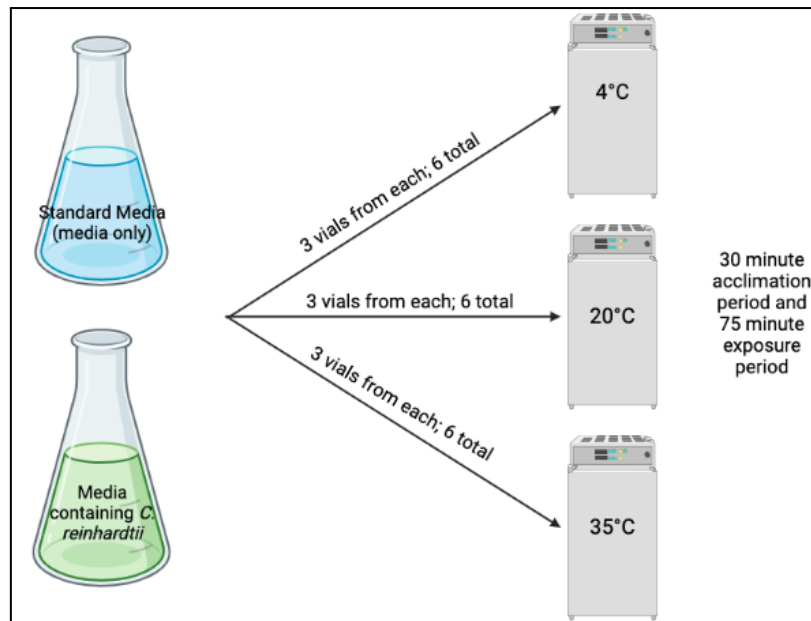 Standard Media
(media only)
Media
containing C.
reinhardtii
3 vials from each; 6 total
3 vials from each; 6 total
3 vials from each; 6 total
4°C
20°C
35°C
30 minute
acclimation
period and
75 minute
exposure
period